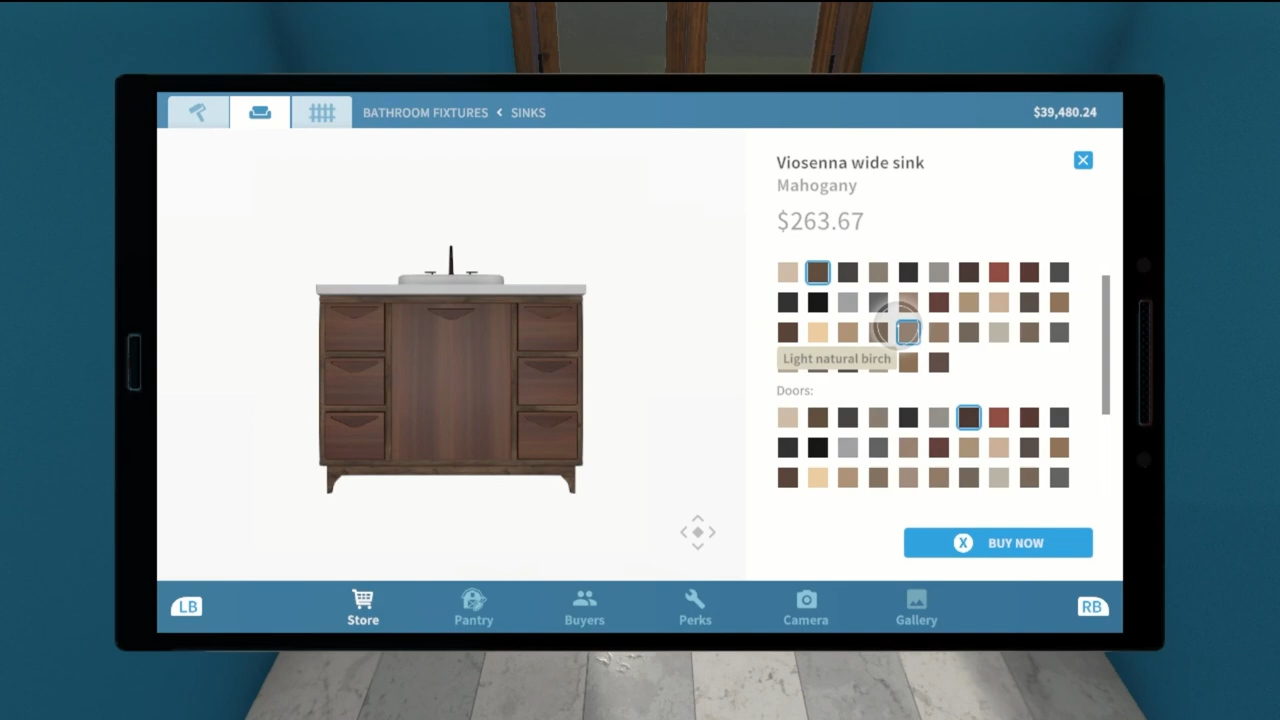 BATHROOM FIXTURES < SINKS
$39,480.24
Viosenna wide sink
Mahogany
$263.67
Light natural birch
Doors:
X BUY NOW
LB
Store
Pantry
Buyers
Perks
Camera
Gallery
RB